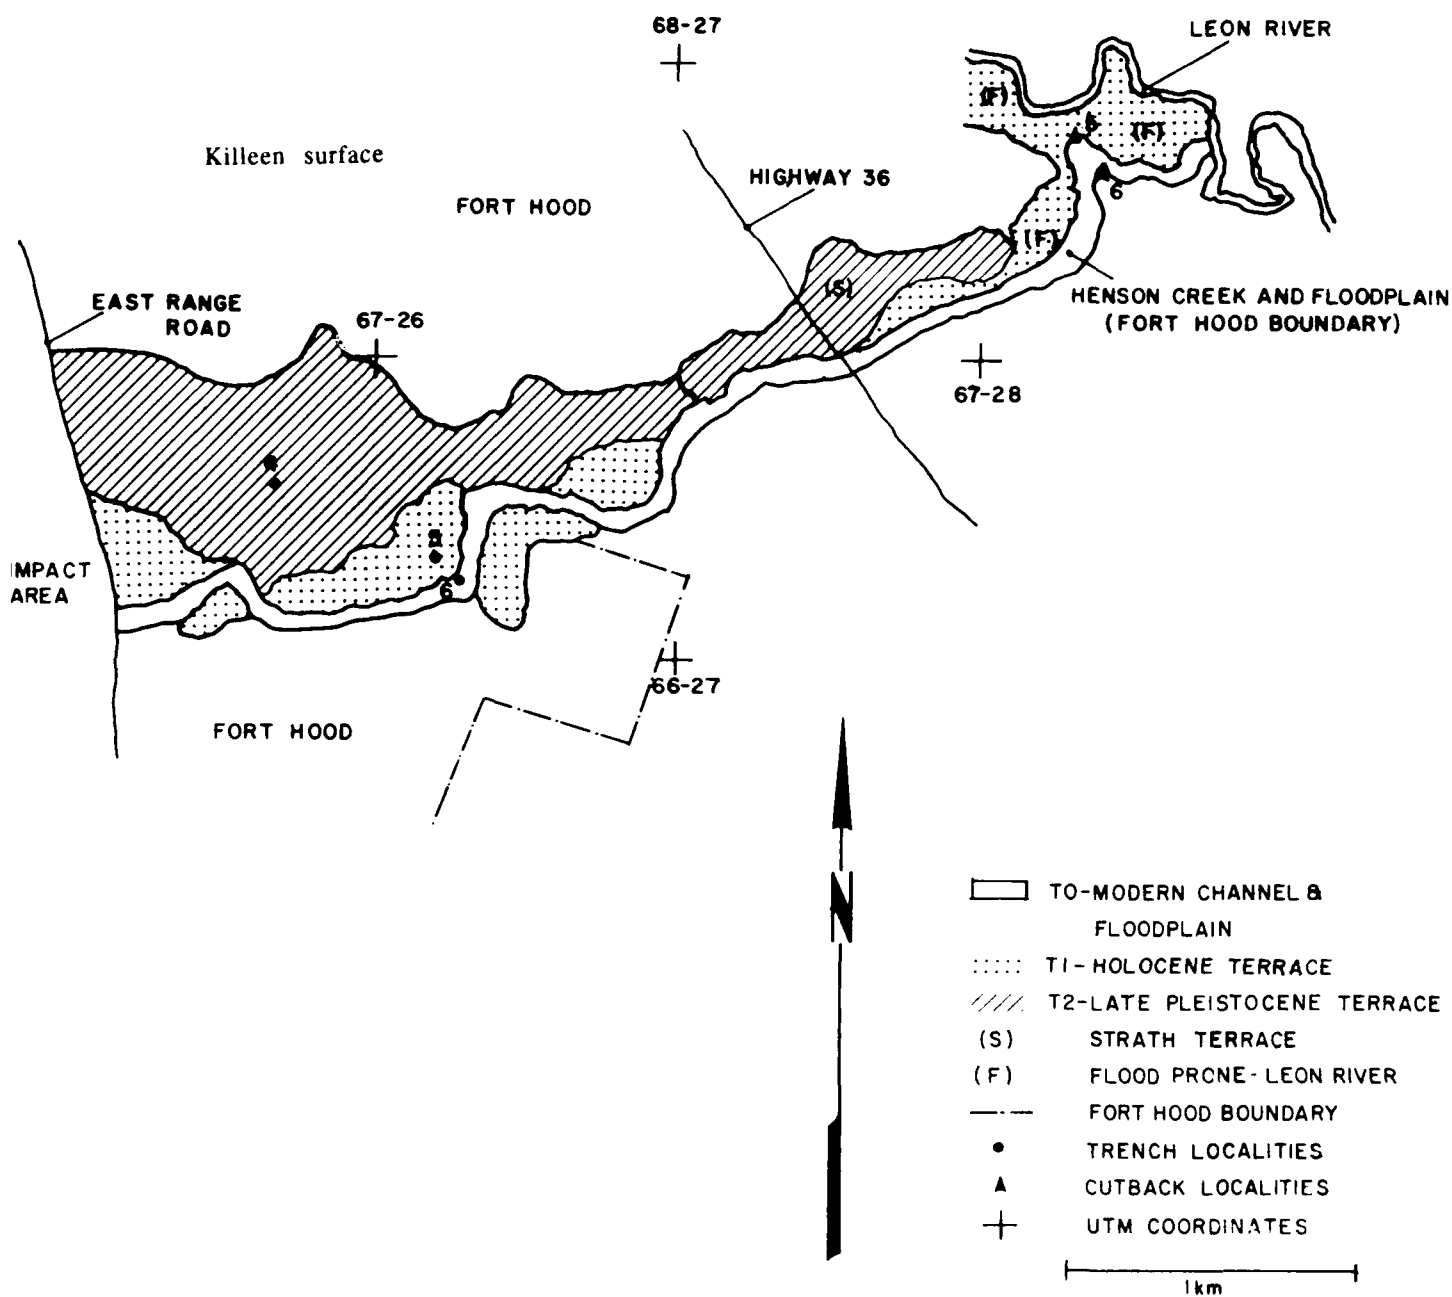 68-27
LEON RIVER
(F)
6
(F)
Killeen surface
HIGHWAY 36
6
FORT HOOD
(F)
(S)
HENSON CREEK AND FLOODPLAIN
(FORT HOOD BOUNDARY)
EAST RANGE
ROAD
67-26
67-28
IMPACT
AREA
6
66-27
FORT HOOD
N
TO-MODERN CHANNEL &
FLOODPLAIN
T1-HOLOCENE TERRACE
T2-LATE PLEISTOCENE TERRACE
(S) STRATH TERRACE
(F) FLOOD PRONE-LEON RIVER
FORT HOOD BOUNDARY
TRENCH LOCALITIES
CUTBACK LOCALITIES
UTM COORDINATES
1km